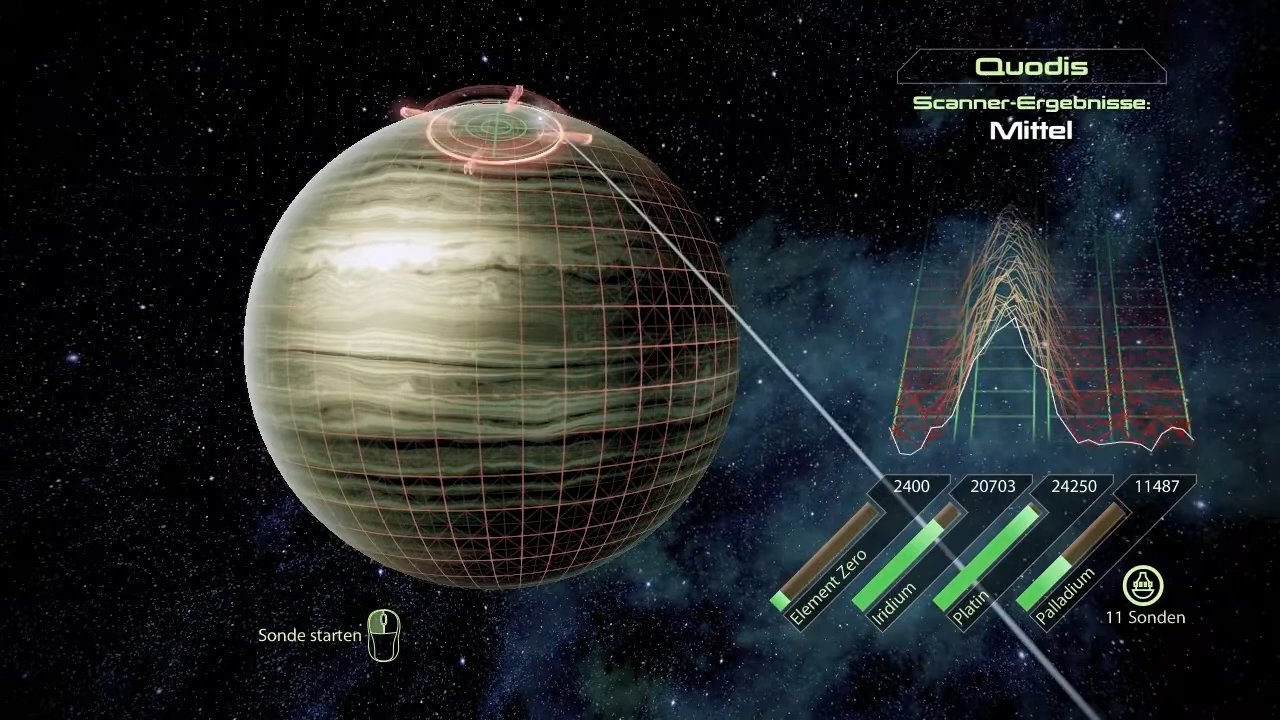 Quodis
Scanner-Ergebnisse:
Mittel
2400
20703
24250
11487
Element Zero
Iridium
Platin
Palladium
11 Sonden
Sonde starten